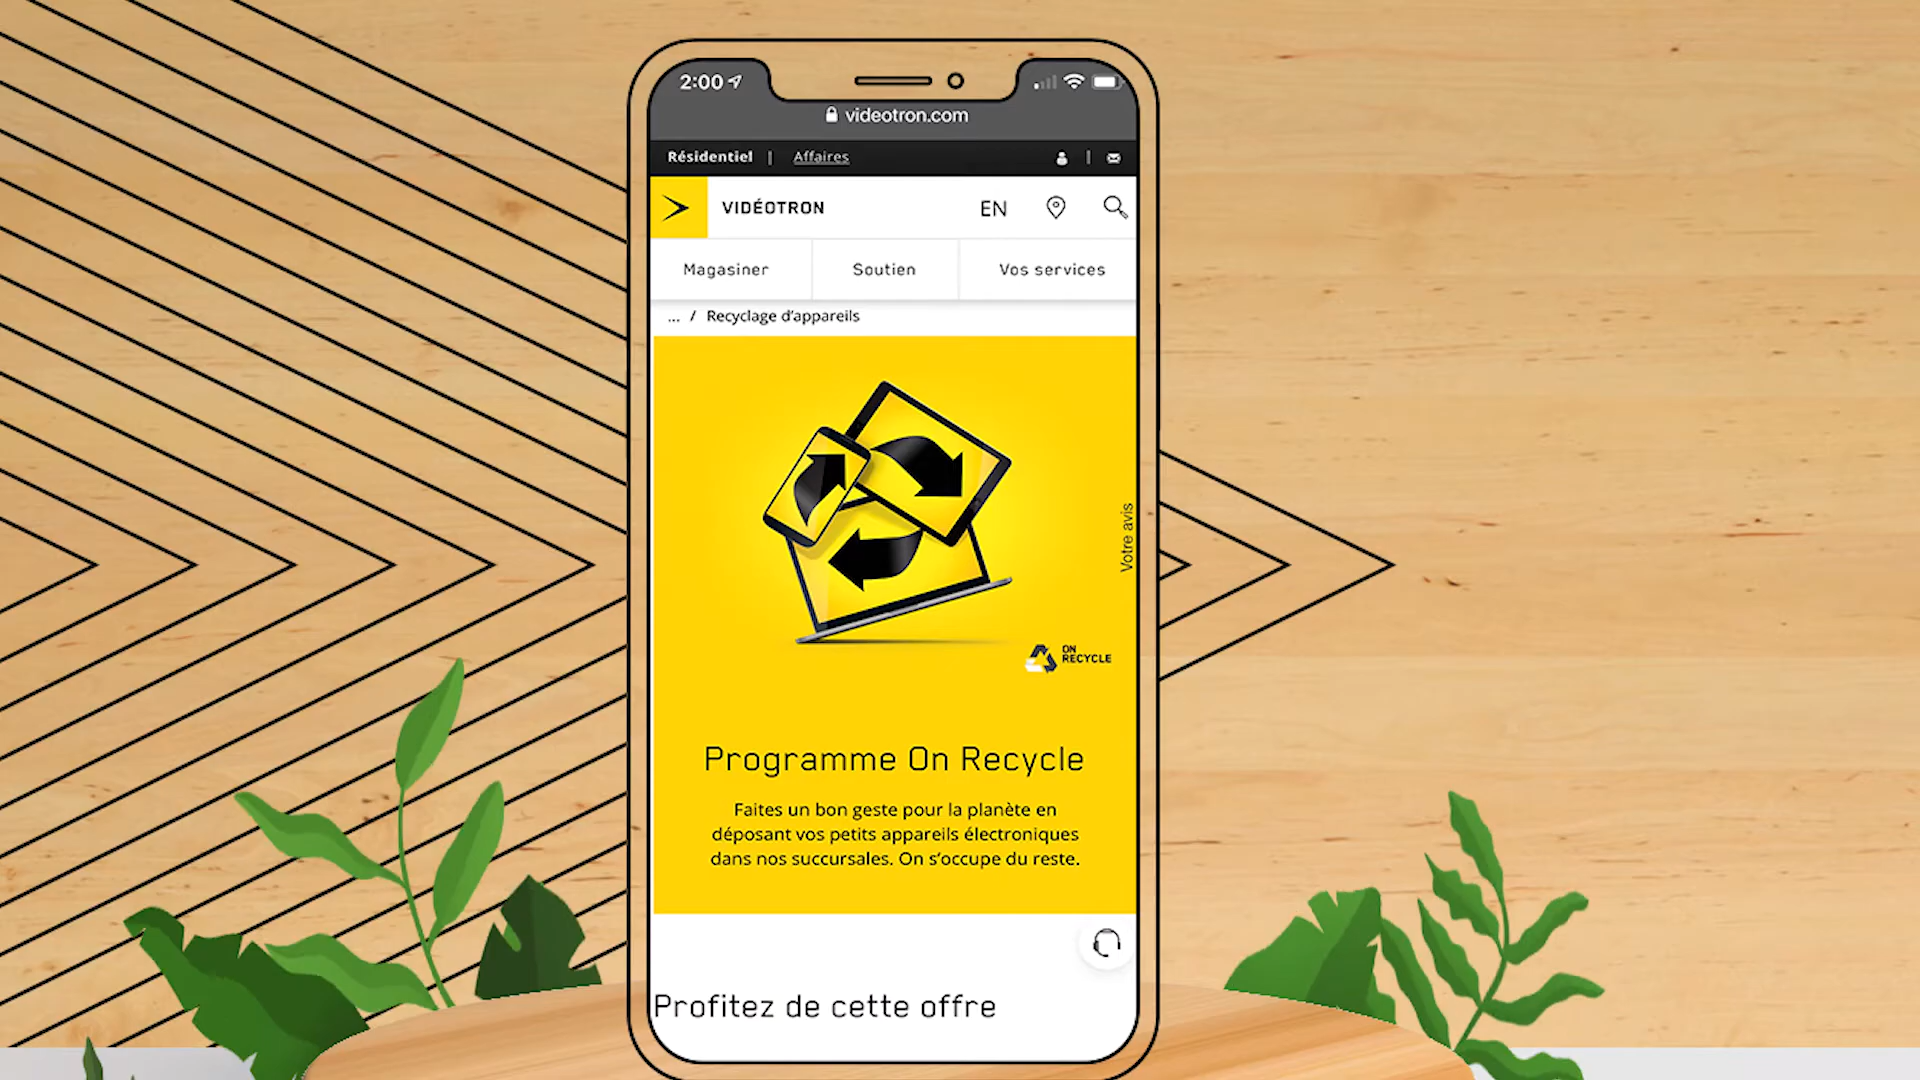 2:00
videotron.com
Résidentiel | Affaires
VIDÉOTRON
EN
Magasiner
Soutien
Vos services
... / Recyclage d'appareils
Votre avis
ON
RECYCLE
Programme On Recycle
Faites un bon geste pour la planète en
déposant vos petits appareils électroniques
dans nos succursales. On s'occupe du reste.
Profitez de cette offre